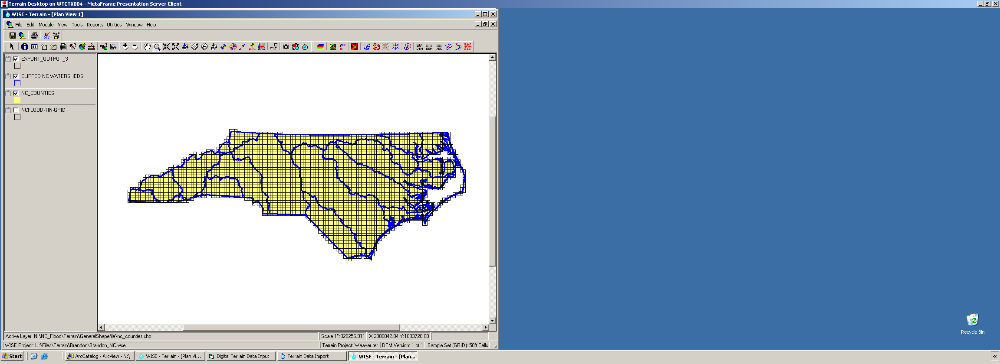 Terrain Desktop on WTCTX004 - MetaFrame Presentation Server Client
WISE - Terrain - [Plan View 1]
File Edit Module View Tools Reports Utilities Window Help
DCS
DTM DEM VEC
EXPORT_OUTPUT_3
CLIPPED NC WATERSHEDS
NC_COUNTIES
NCFLOOD-TIN-GRID
Recycle Bin
Active Layer: N:\NC_Flood\Terrain\GeneralShapefile\nc_counties.shp
Scale 1":328256.911
X:2386042.84 Y:1633728.60
WISE Project: U:\Files\Terrain\Brandon\Brandon_NC.wse
Terrain Project: Weaver.ter
DTM Version: 1 of 1
Sample Set (GRID): 50ft Cells
Start
ArcCatalog - ArcView - N:\
WISE - Terrain - [Plan Vi...
Digital Terrain Data Input
Terrain Data Import
WISE - Terrain - [Plan...